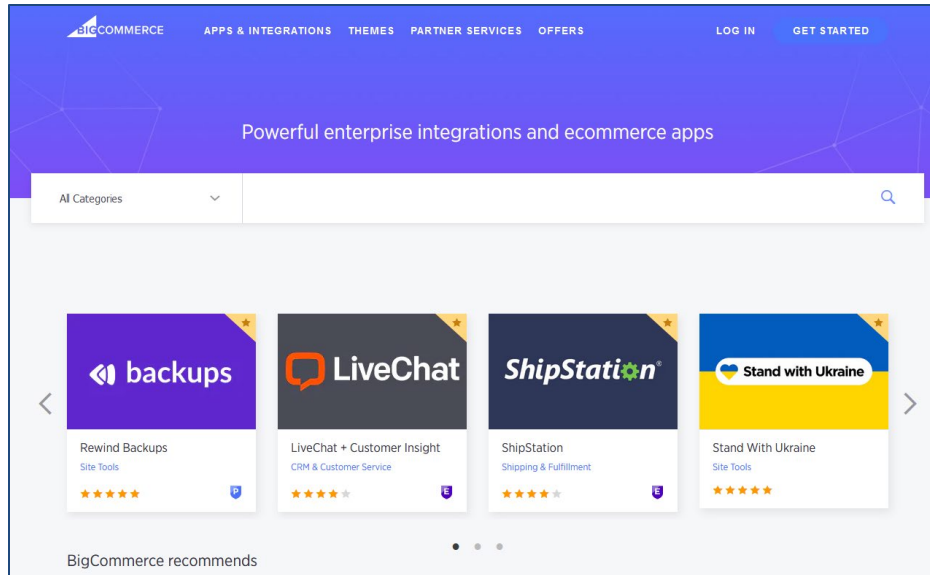 BIGCOMMERCE APPS & INTEGRATIONS THEMES PARTNER SERVICES OFFERS LOG IN GET STARTED
Powerful enterprise integrations and ecommerce apps
All Categories
backups
LiveChat
ShipStation®
Stand with Ukraine
Rewind Backups
Site Tools
P
LiveChat + Customer Insight
CRM & Customer Service
E
ShipStation
Shipping & Fulfillment
E
Stand With Ukraine
Site Tools
BigCommerce recommends